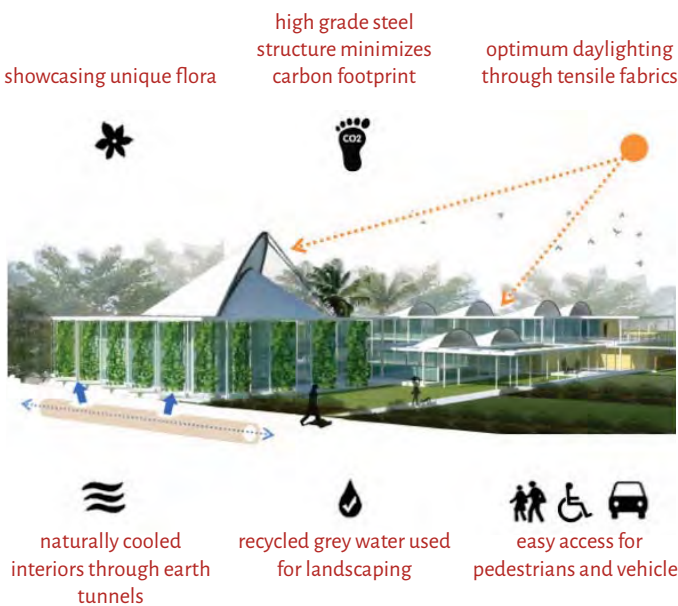 showcasing unique flora
high grade steel
structure minimizes
carbon footprint
optimum daylighting
through tensile fabrics
CO2
naturally cooled
interiors through earth
tunnels
recycled grey water used
for landscaping
easy access for
pedestrians and vehicle